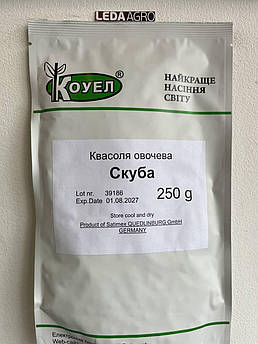 LEDAAGRO
КОУЕЛ®
НАЙКРАЩЕ
НАСІННЯ
СВІТУ
Квасоля овочева
Скуба
Lot nr. 39186
Exp.Date 01.08.2027
250 g
Store cool and dry
Product of Satimex QUEDLINBURG GmbH
GERMANY